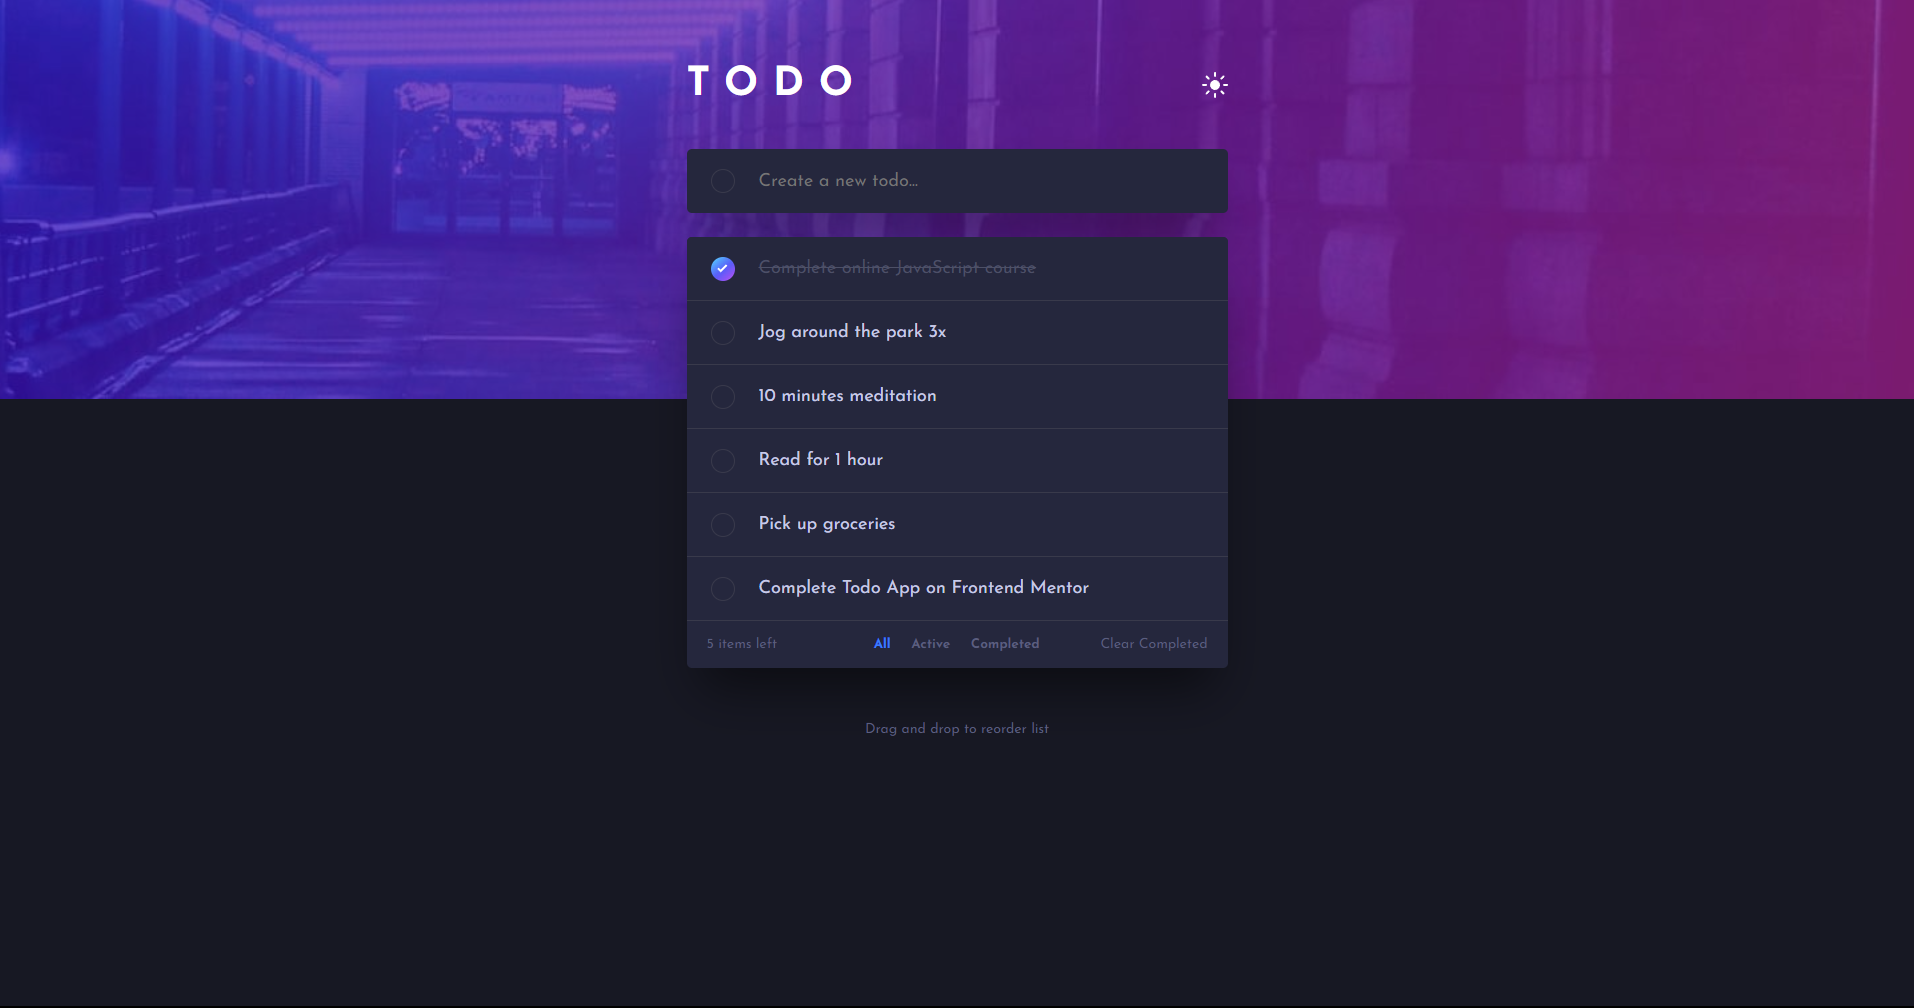 TODO
Create a new todo...
Complete online JavaScript course
Jog around the park 3x
10 minutes meditation
Read for 1 hour
Pick up groceries
Complete Todo App on Frontend Mentor
5 items left All Active Completed Clear Completed
Drag and drop to reorder list